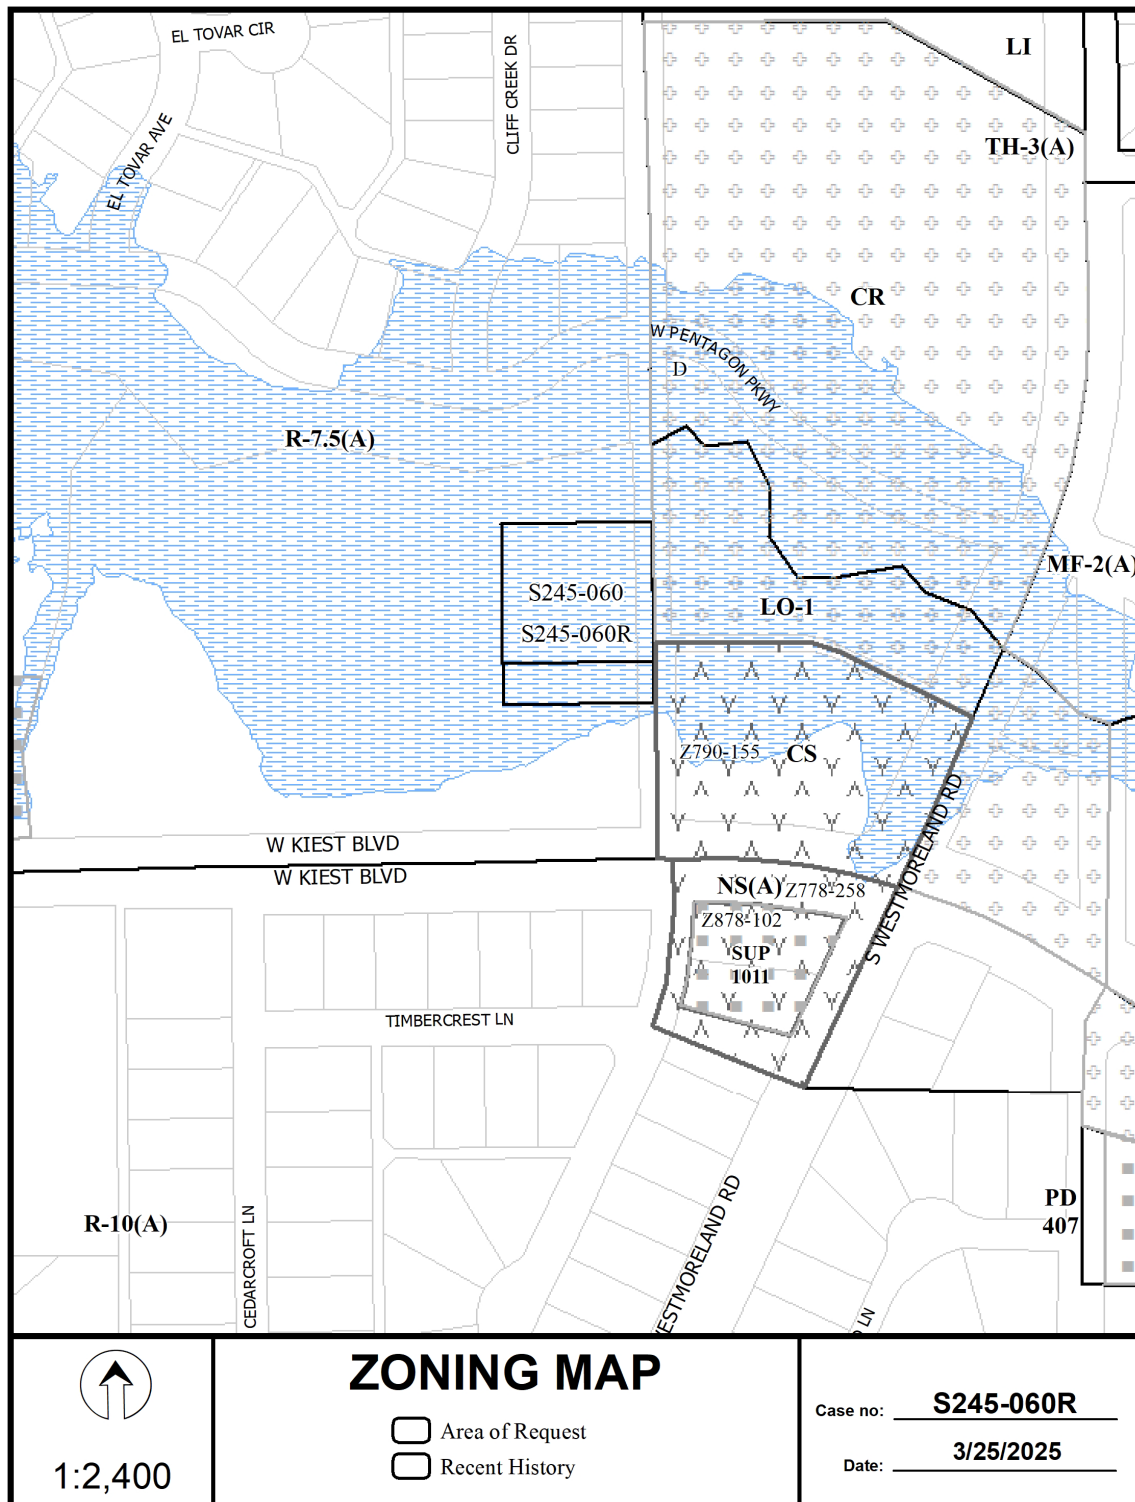 EL TOVAR CIR
CLIFF CREEK DR
LI
EL TOVAR AVE
TH-3(A)
CR
W PENTAGON PKWY
D
R-7.5(A)
MF-2(A)
S245-060
LO-1
S245-060R
Z790-155
CS
S WESTMORELAND RD
W KIEST BLVD
W KIEST BLVD
NS(A)
Z778-258
Z878-102
SUP
1011
TIMBERCREST LN
PD
407
R-10(A)
CEDARCROFT LN
WESTMORELAND RD
LN
1:2,400
ZONING MAP
Area of Request
Recent History
Case no: S245-060R
Date: 3/25/2025